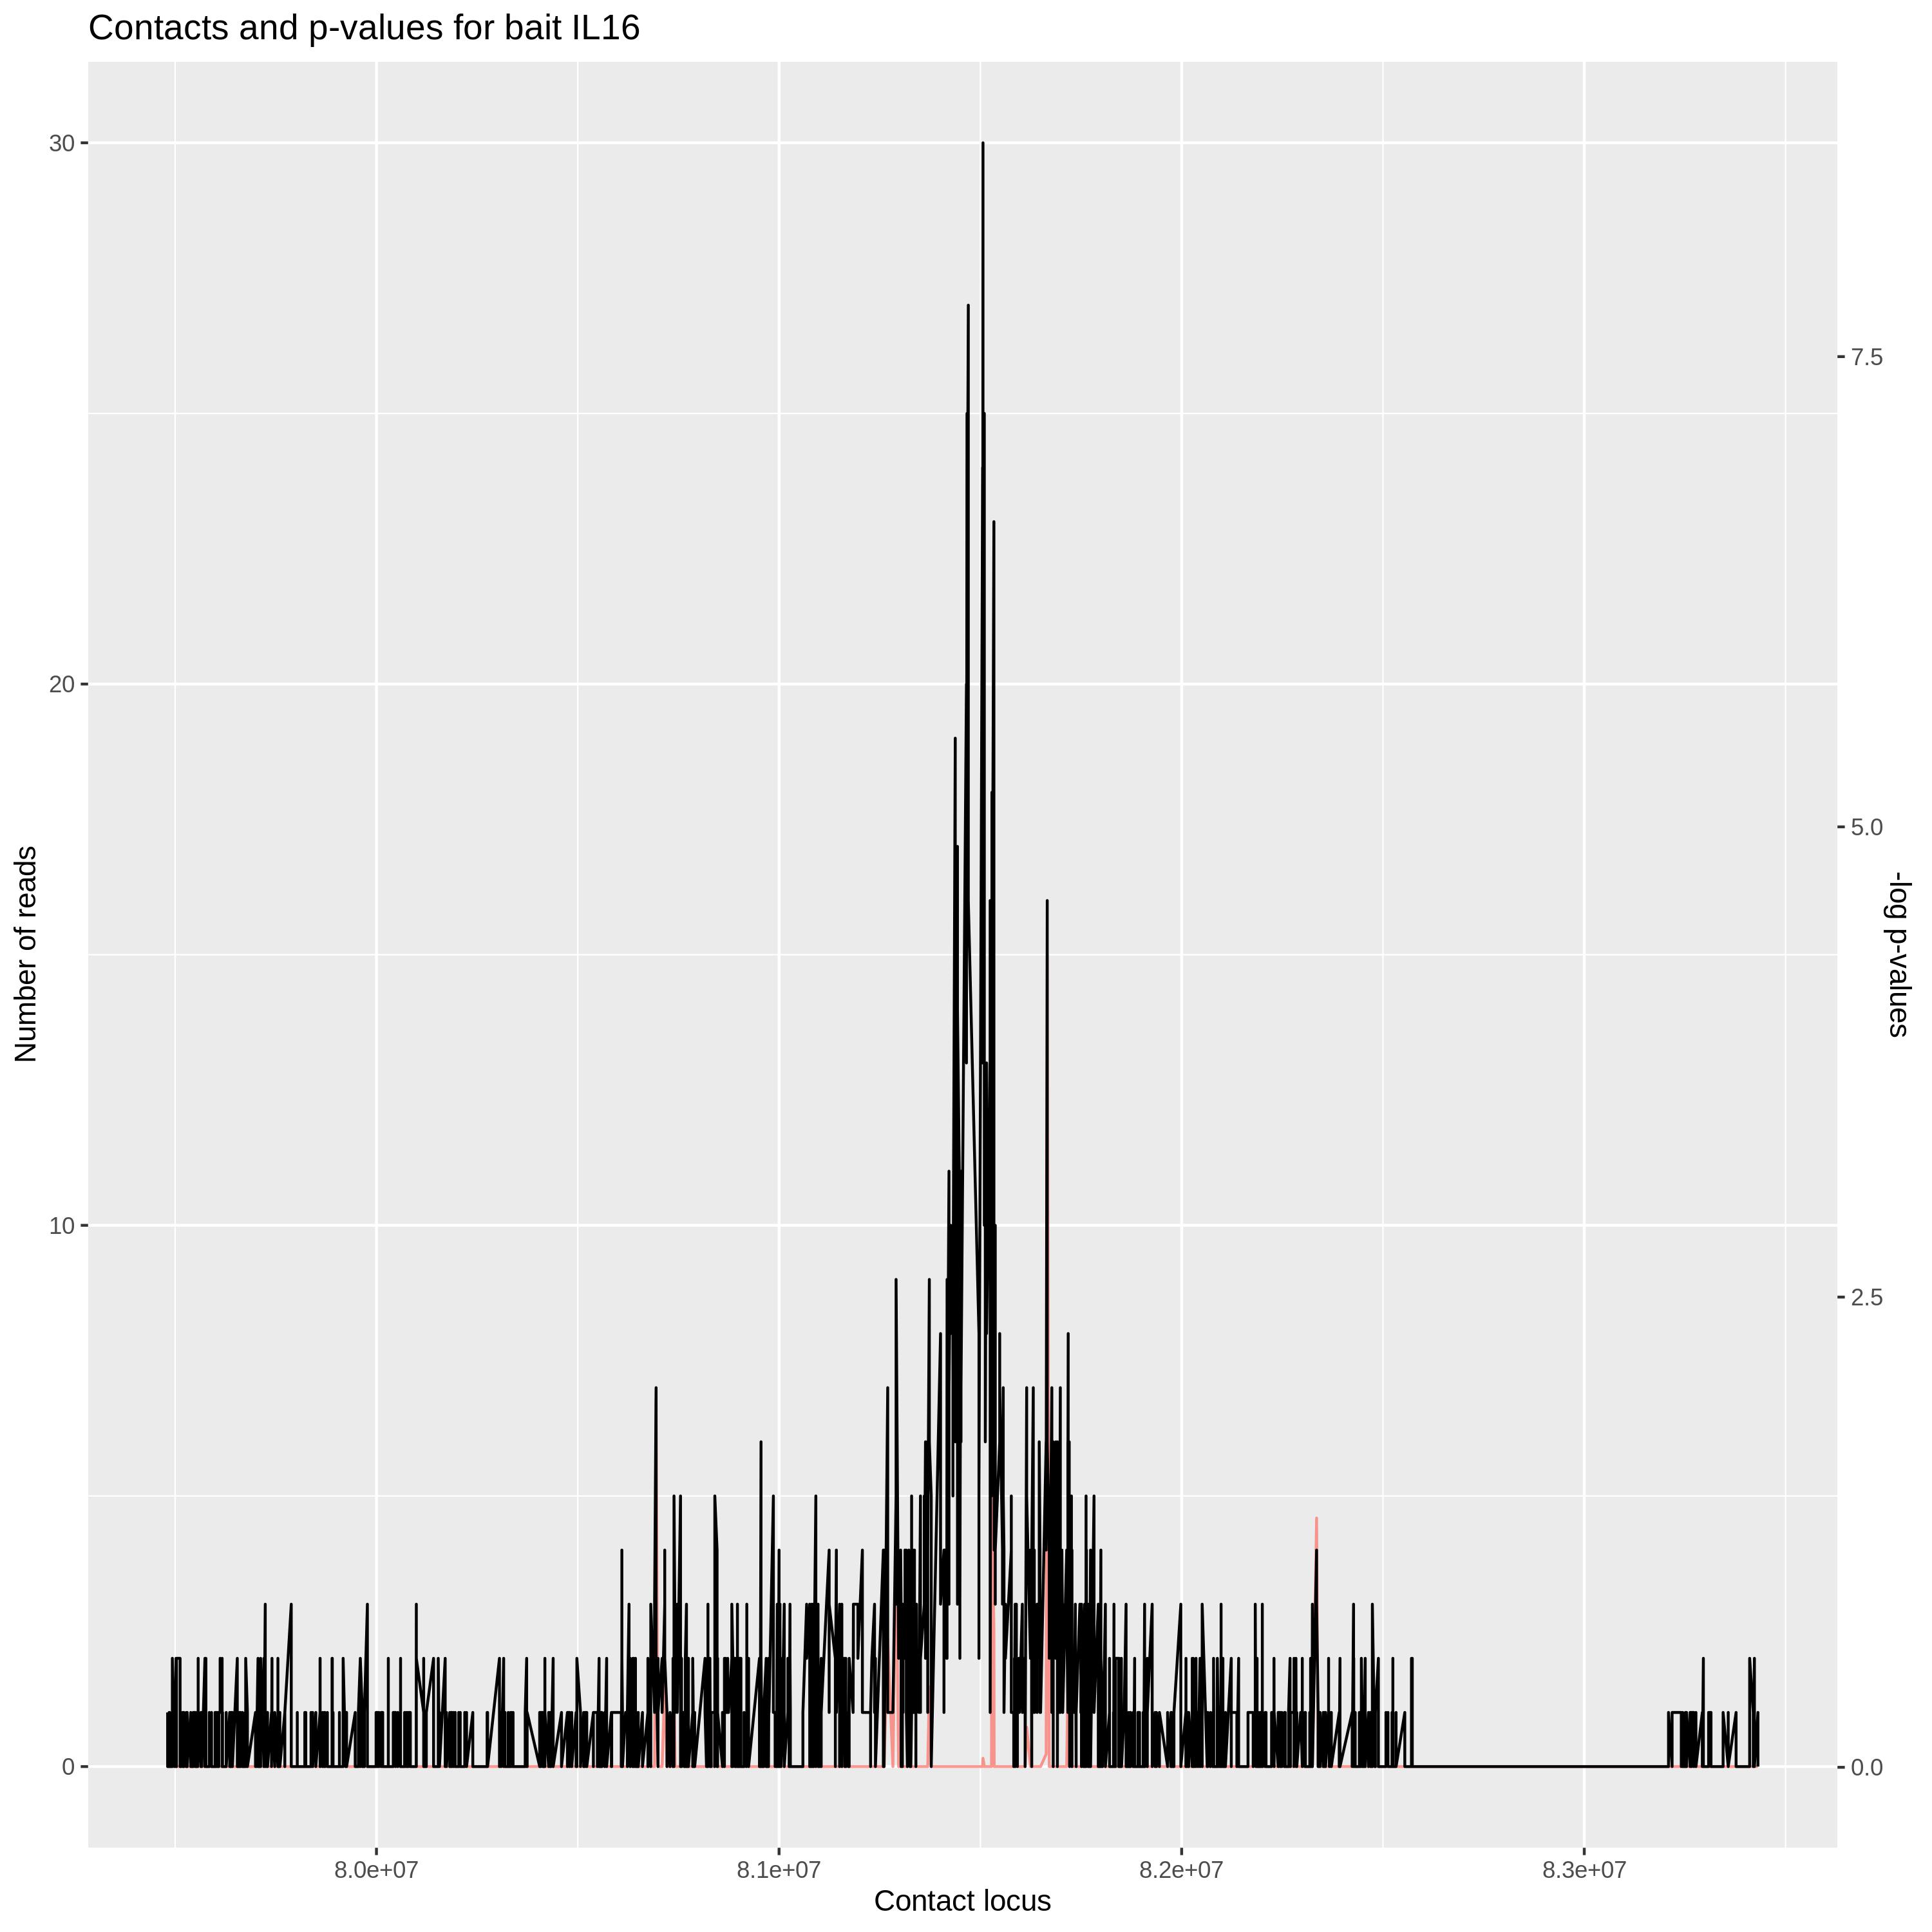 Contacts and p-values for bait IL16
30
20
10
0
Number of reads
7.5
5.0
2.5
0.0
-log p-values
8.0e+07
8.1e+07
8.2e+07
8.3e+07
Contact locus